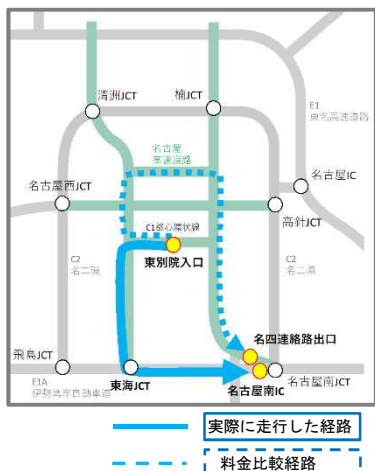 清洲JCT
楠JCT
E1
東名高速道路
名古屋
高速道路
名古屋IC
名古屋西JCT
高針JCT
C1都心環状線
C2
名二環
東別院入口
C2
名二環
名四連絡路出口
飛島JCT
東海JCT
名古屋南JCT
E1A
伊勢湾岸自動車道
名古屋南IC
実際に走行した経路
料金比較経路